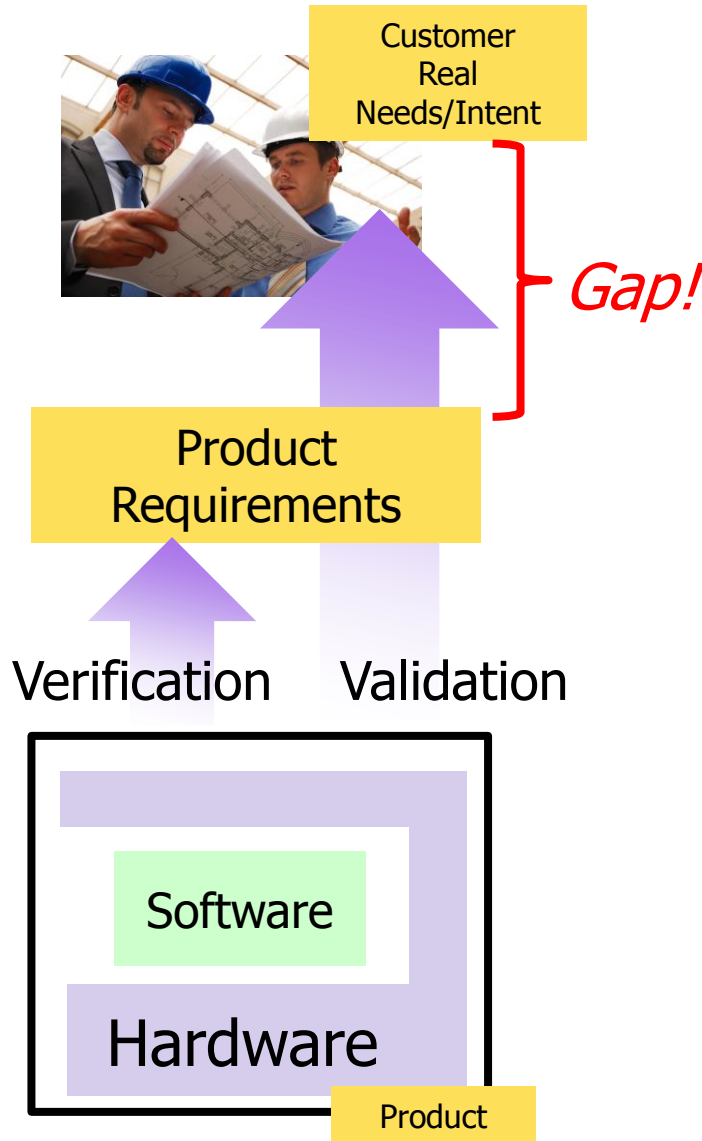 Customer
Real
Needs/Intent
Gap!
Product
Requirements
Verification
Validation
Software
Hardware
Product